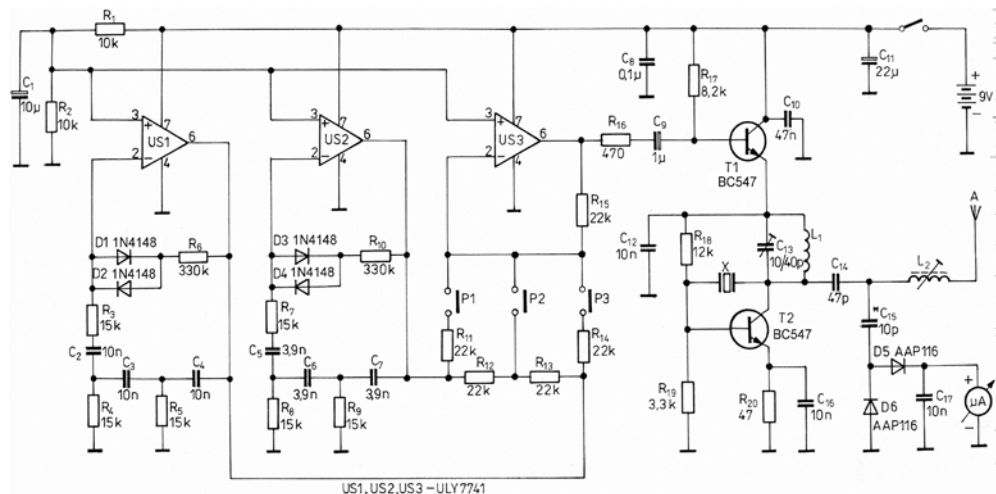 R1
10k
C1
10µ
R2
10k
3
2
7
6
4
US1
3
2
7
6
4
US2
3
2
7
6
4
US3
C8
0,1µ
R17
8,2k
C11
22µ
+
−
9V
R16
470
C9
1µ
C10
47n
T1
BC547
R15
22k
D1 1N4148
D2 1N4148
R6
330k
D3 1N4148
D4 1N4148
R10
330k
C12
10n
R18
12k
C13
10/40p
L1
X
C14
47p
L2
A
P1
P2
P3
R3
15k
C2
10n
C3
10n
C4
10n
R4
15k
R5
15k
R7
15k
C5
3,9n
C6
3,9n
C7
3,9n
R8
15k
R9
15k
R11
22k
R12
22k
R13
22k
R14
22k
T2
BC547
*C15
10p
D5 AAP116
D6
AAP116
C17
10n
+
µA
−
R19
3,3k
R20
47
C16
10n
US1, US2, US3 – ULY7741